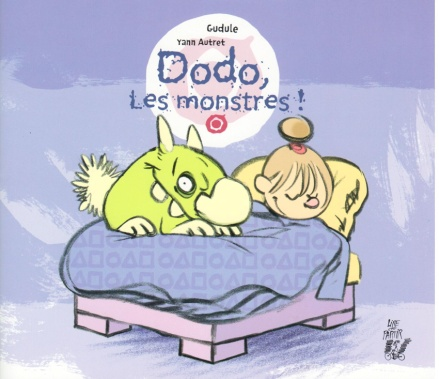 Gudule
Yann Autret
Dodo,
Les monstres !